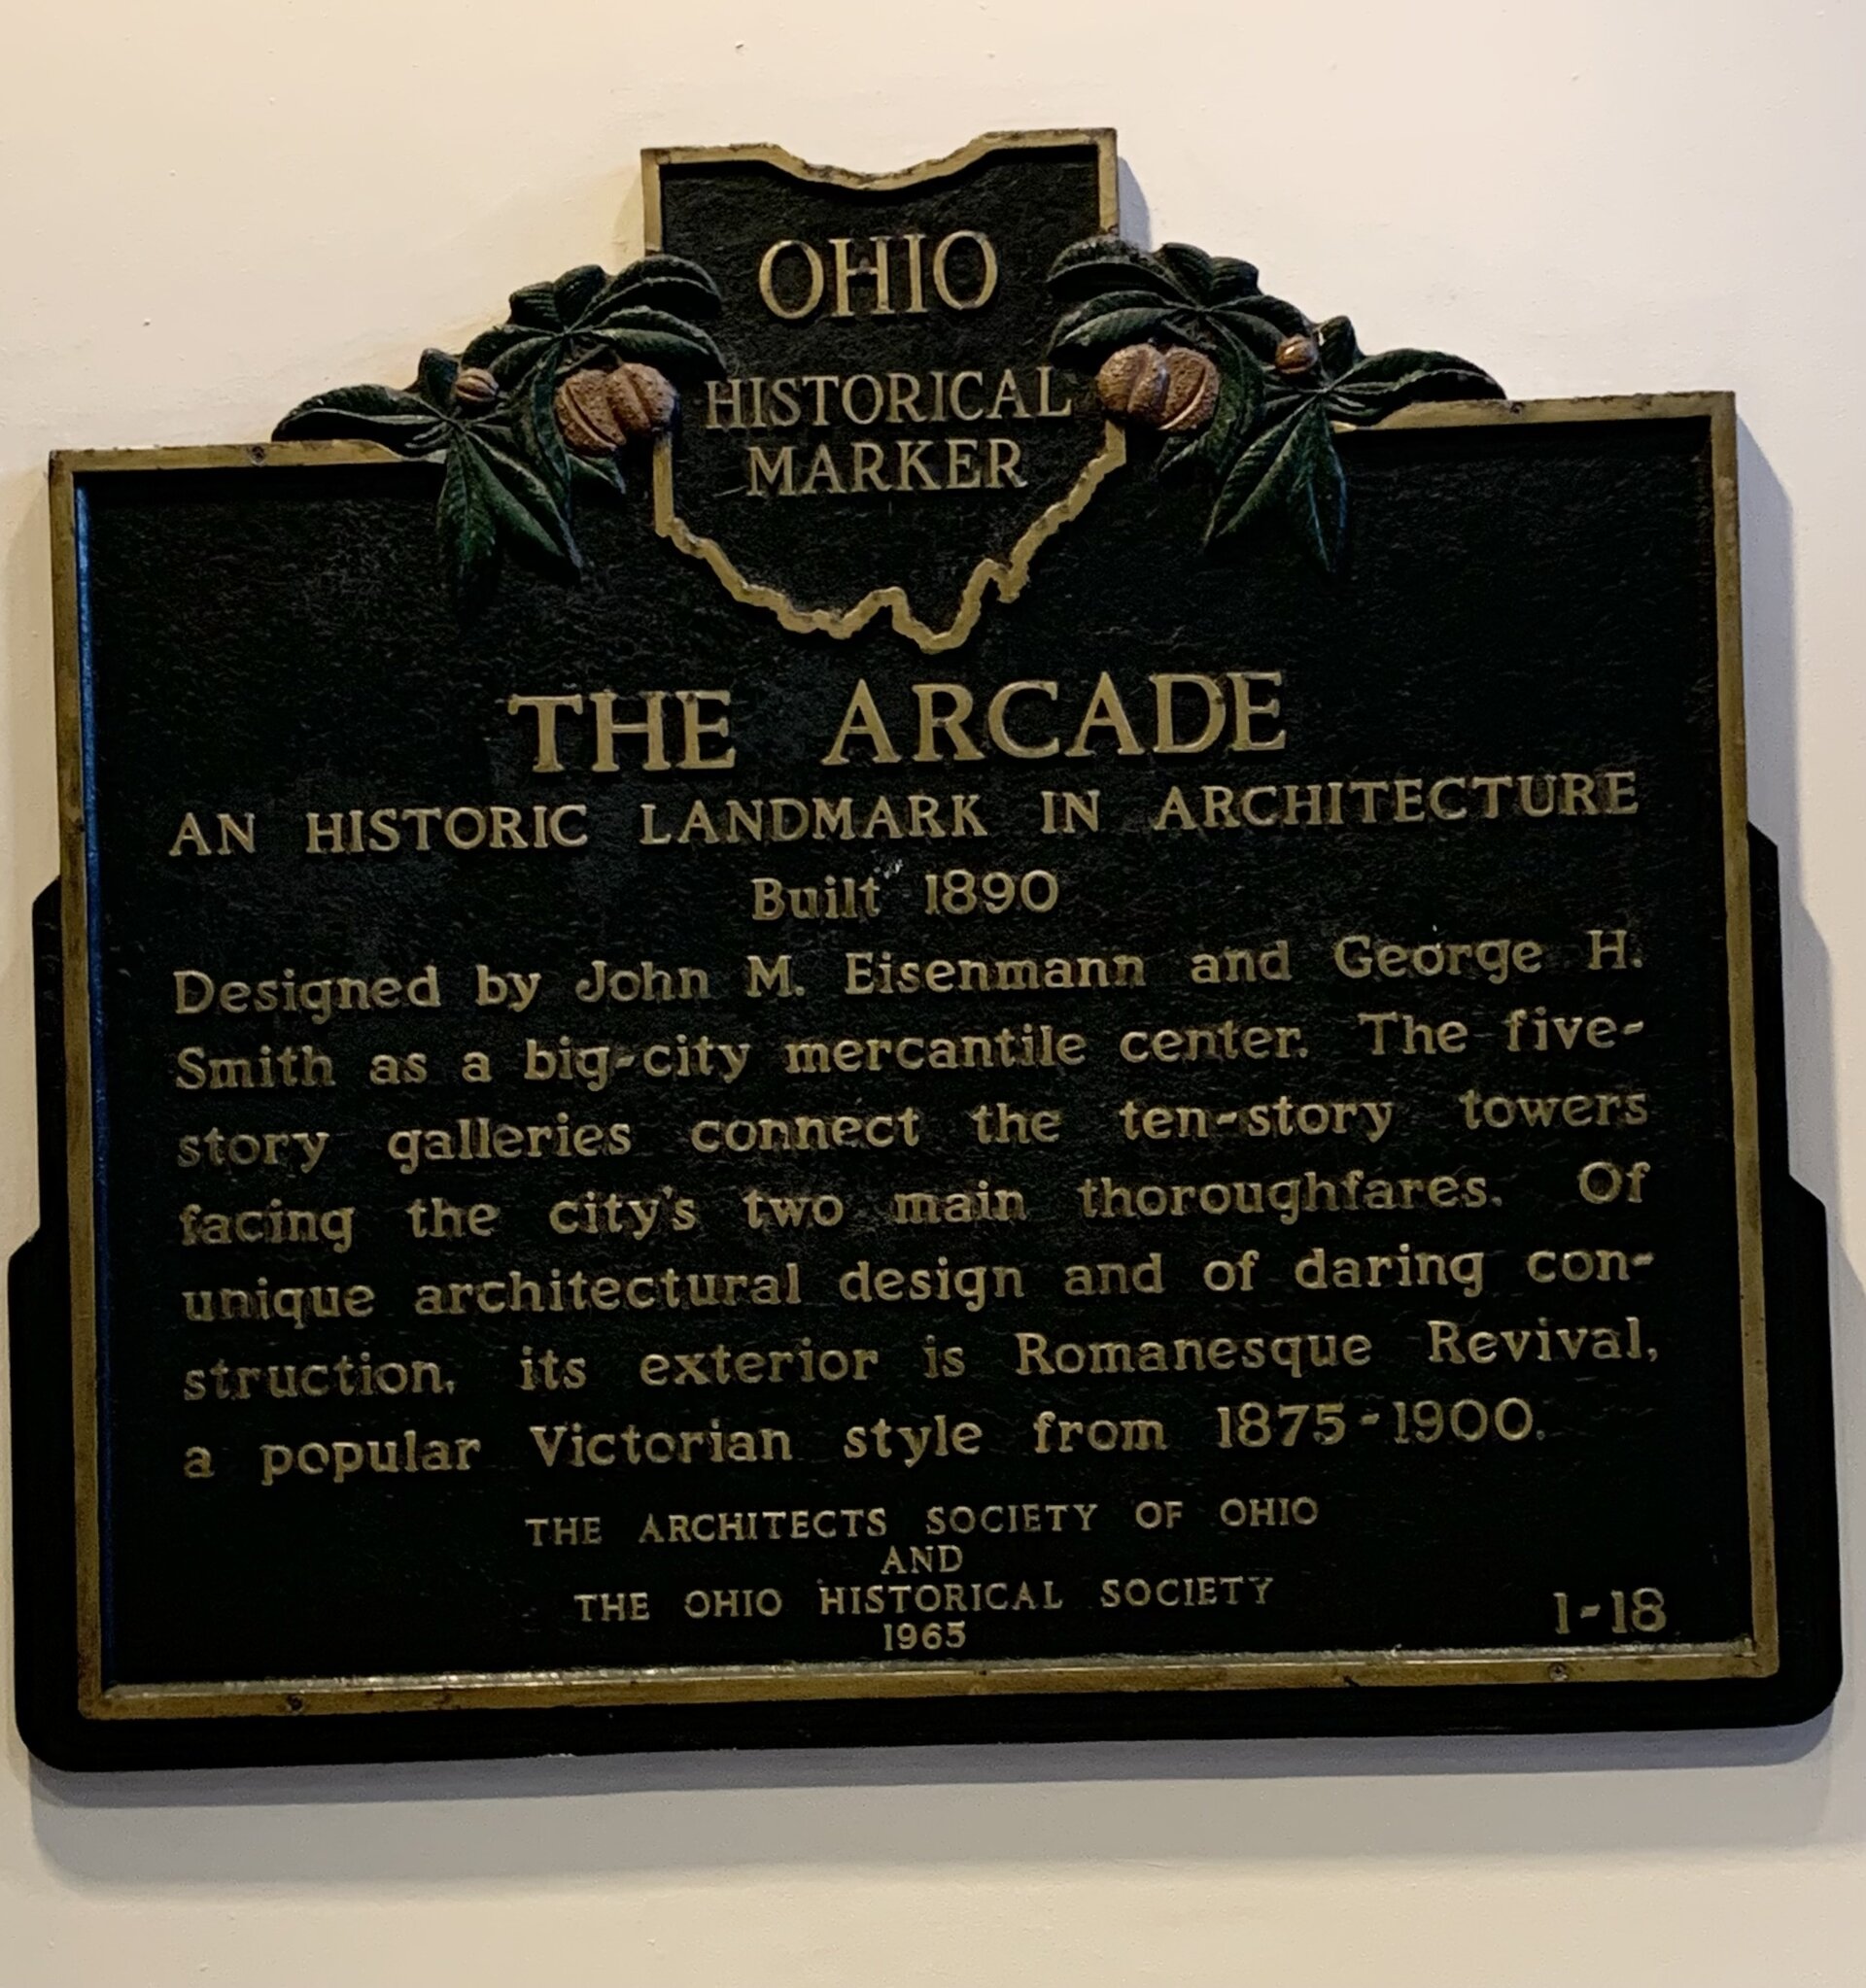 OHIO
HISTORICAL
MARKER
THE ARCADE
AN HISTORIC LANDMARK IN ARCHITECTURE
Built 1890
Designed by John M. Eisenmann and George H.
Smith as a big-city mercantile center. The five-
story galleries connect the ten-story towers
facing the city's two main thoroughfares. Of
unique architectural design and of daring con-
struction, its exterior is Romanesque Revival,
a popular Victorian style from 1875-1900.
THE ARCHITECTS SOCIETY OF OHIO
AND
THE OHIO HISTORICAL SOCIETY
1965
1-18